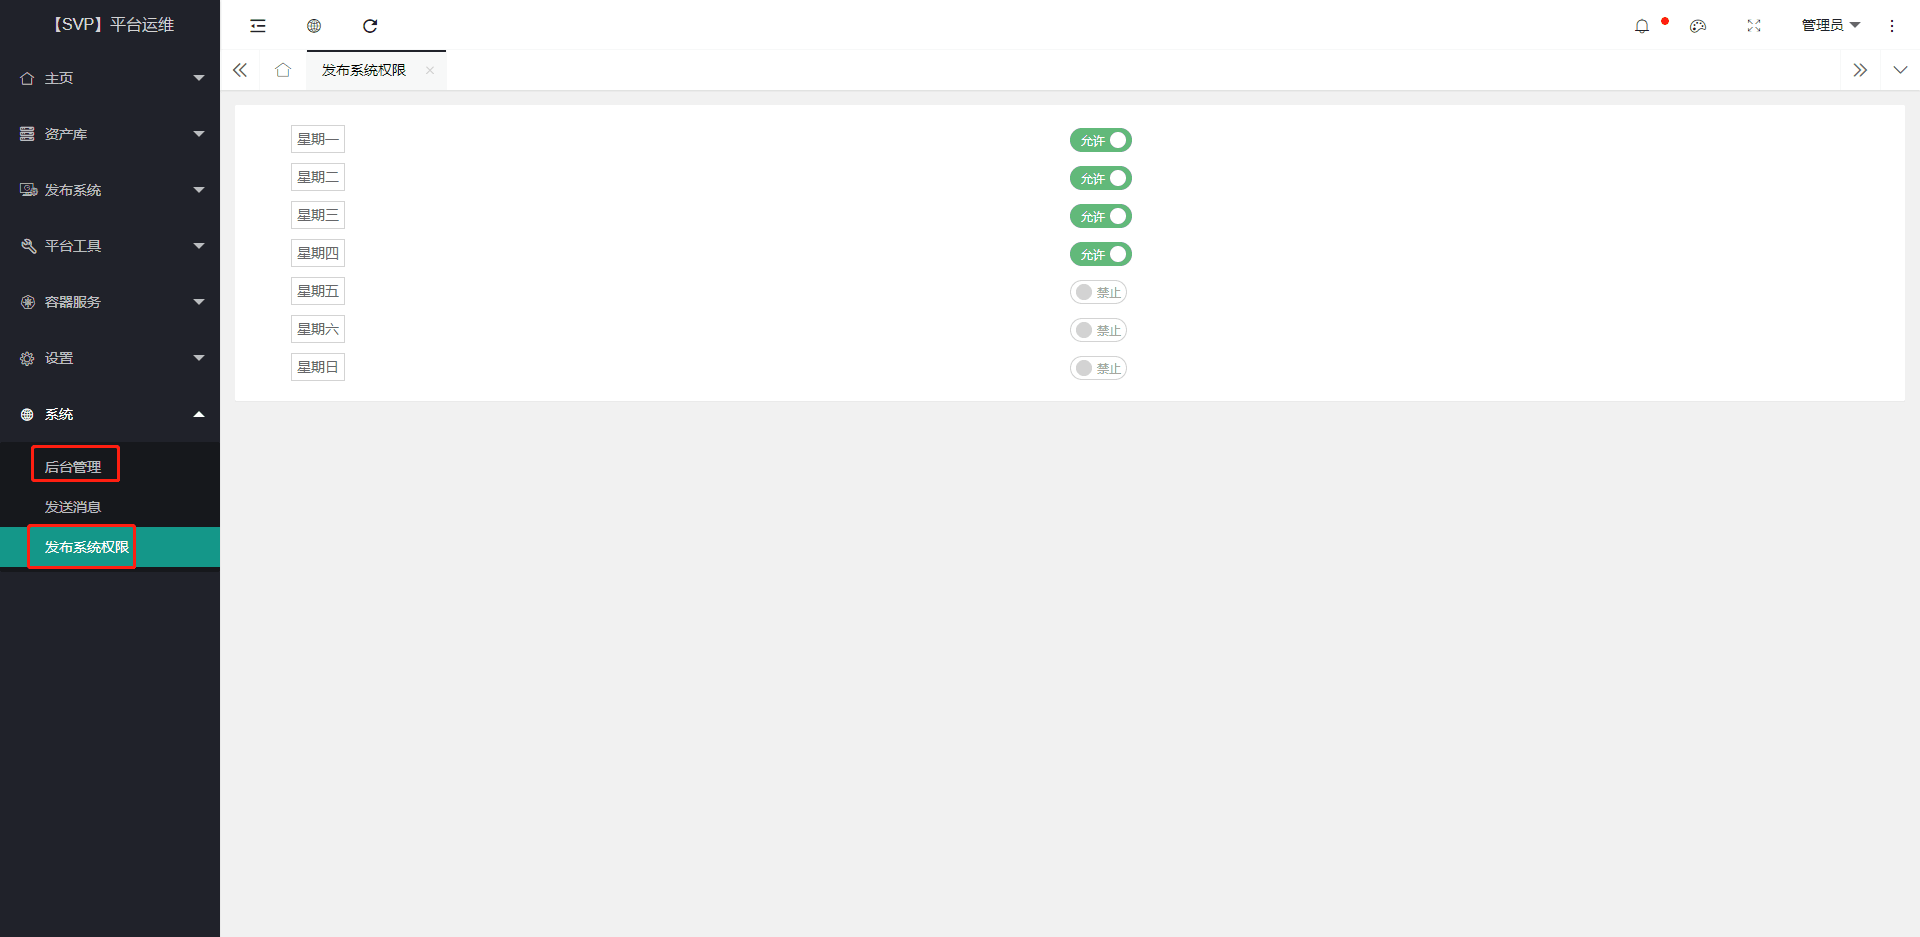 【SVP】平台运维
管理员
主页
资产库
发布系统
平台工具
容器服务
设置
系统
后台管理
发送消息
发布系统权限
发布系统权限
星期一 允许
星期二 允许
星期三 允许
星期四 允许
星期五 禁止
星期六 禁止
星期日 禁止